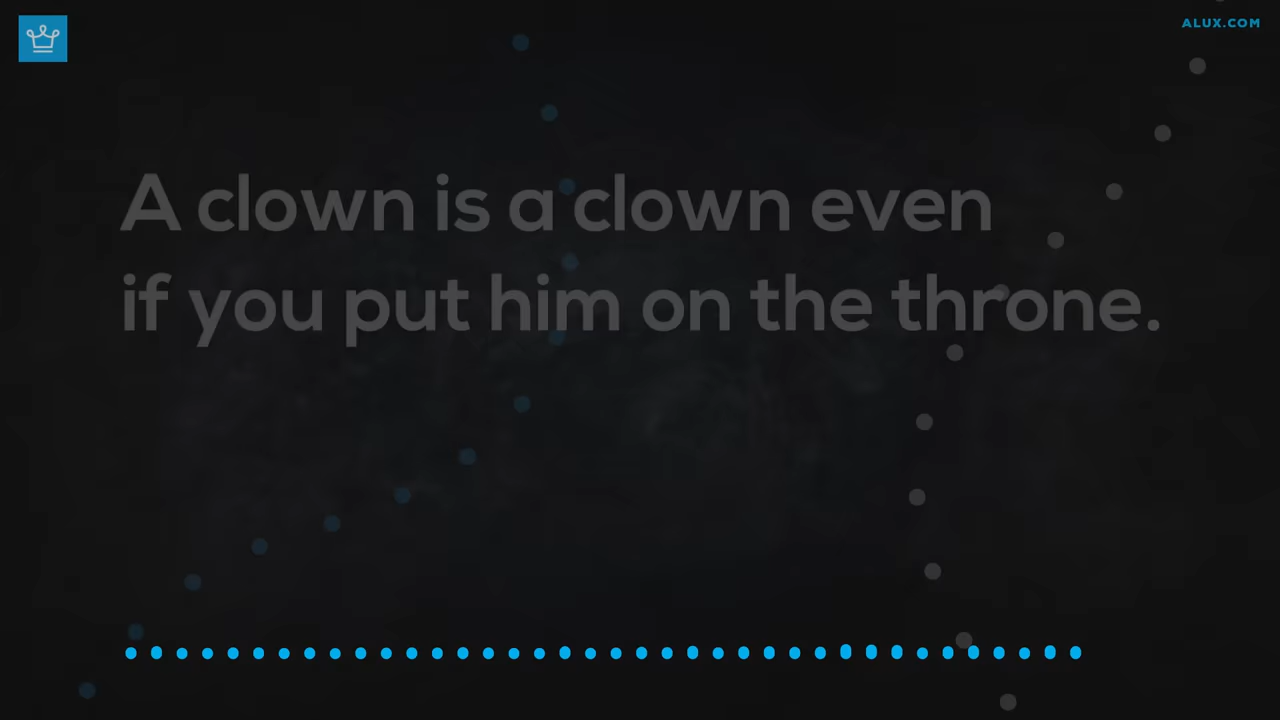 ALUX.COM
A clown is a clown even
if you put him on the throne.